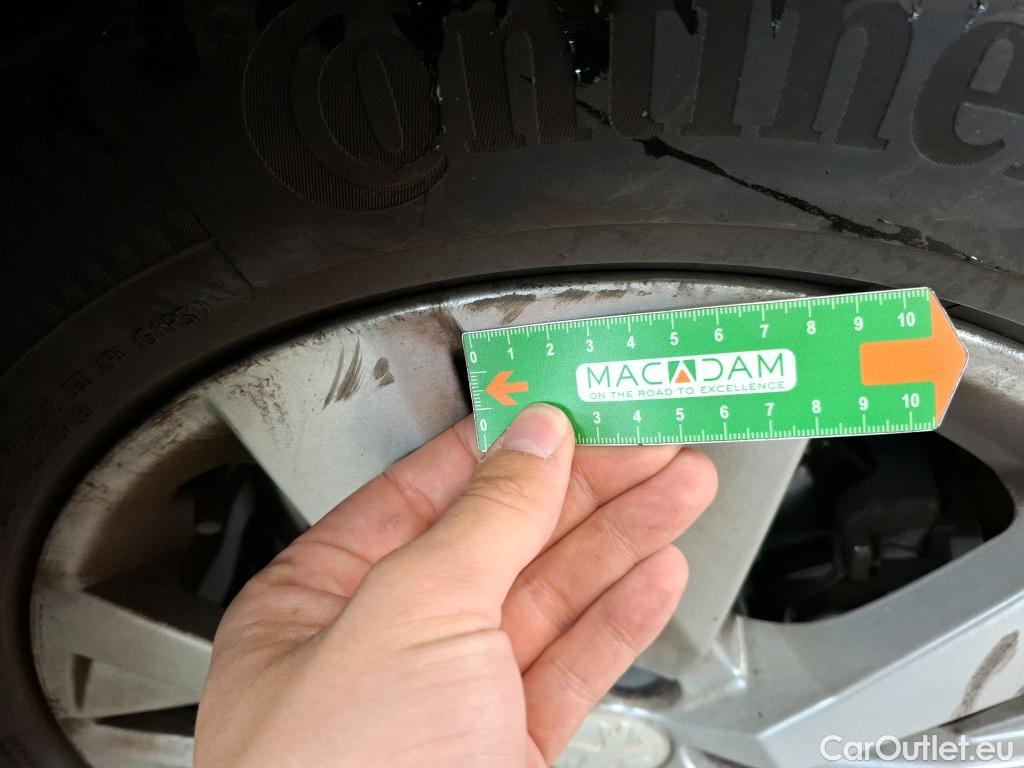 Contine
0 1 2 3 4 5 6 7 8 9 10
MACADAM
ON THE ROAD TO EXCELLENCE
0 3 4 5 6 7 8 9 10
CarOutlet.eu